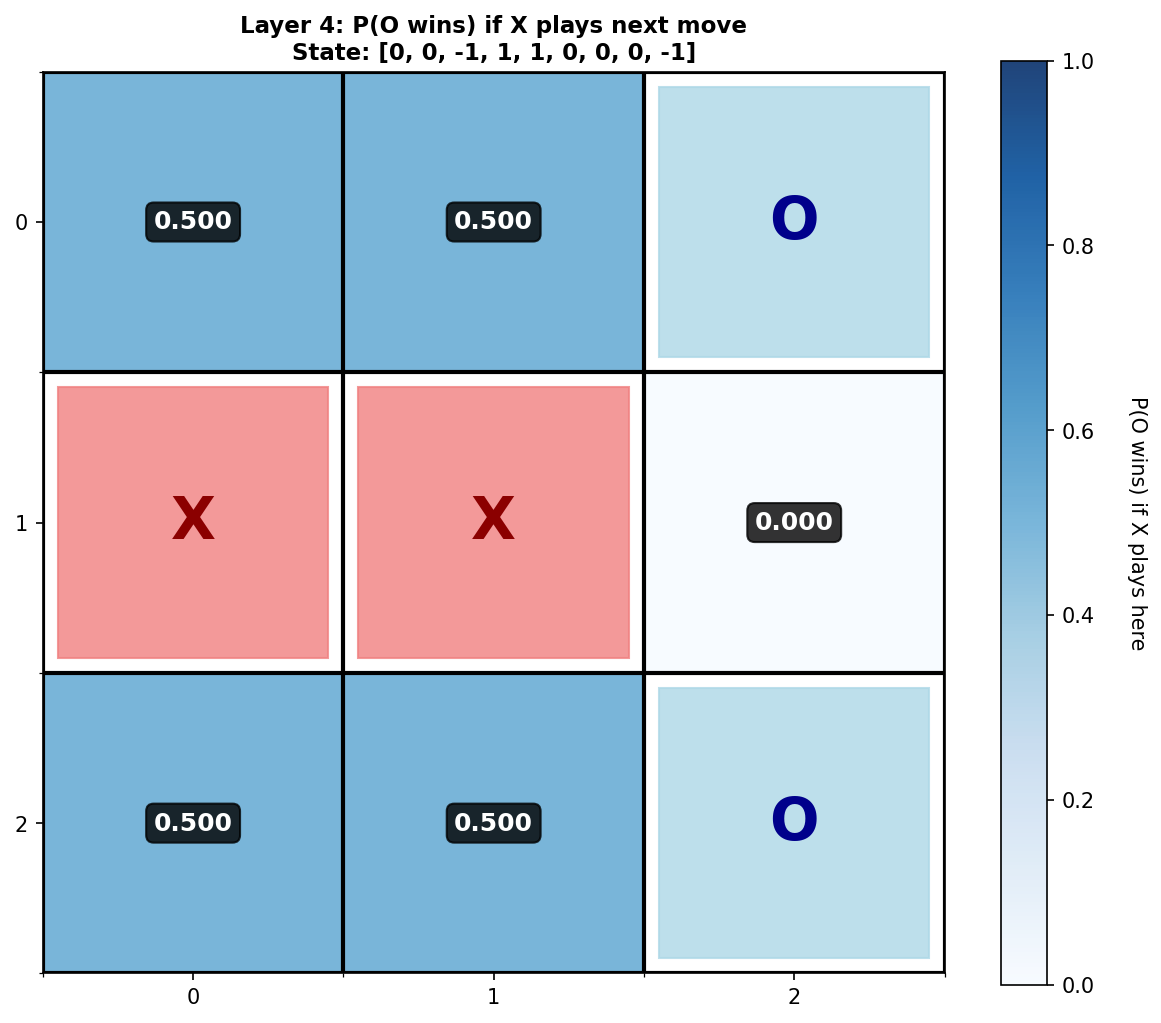 Layer 4: P(O wins) if X plays next move
State: [0, 0, -1, 1, 1, 0, 0, 0, -1]
0
0.500
0.500
O
1
X
X
0.000
2
0.500
0.500
O
0
1
2
1.0
0.8
0.6
0.4
0.2
0.0
P(O wins) if X plays here